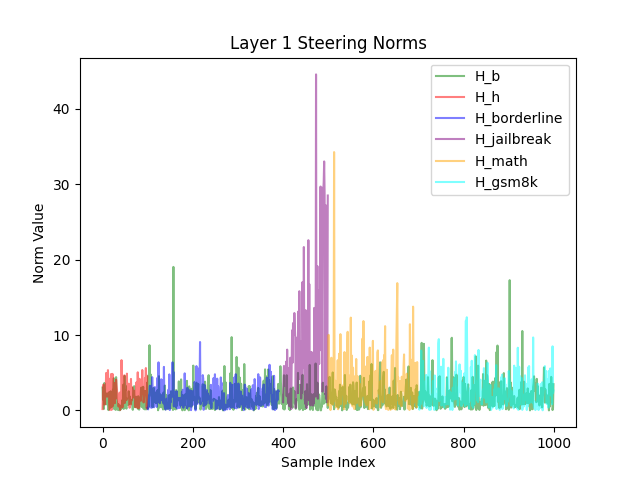 Layer 1 Steering Norms
H_b
H_h
H_borderline
H_jailbreak
H_math
H_gsm8k
Norm Value
40
30
20
10
0
0 200 400 600 800 1000
Sample Index